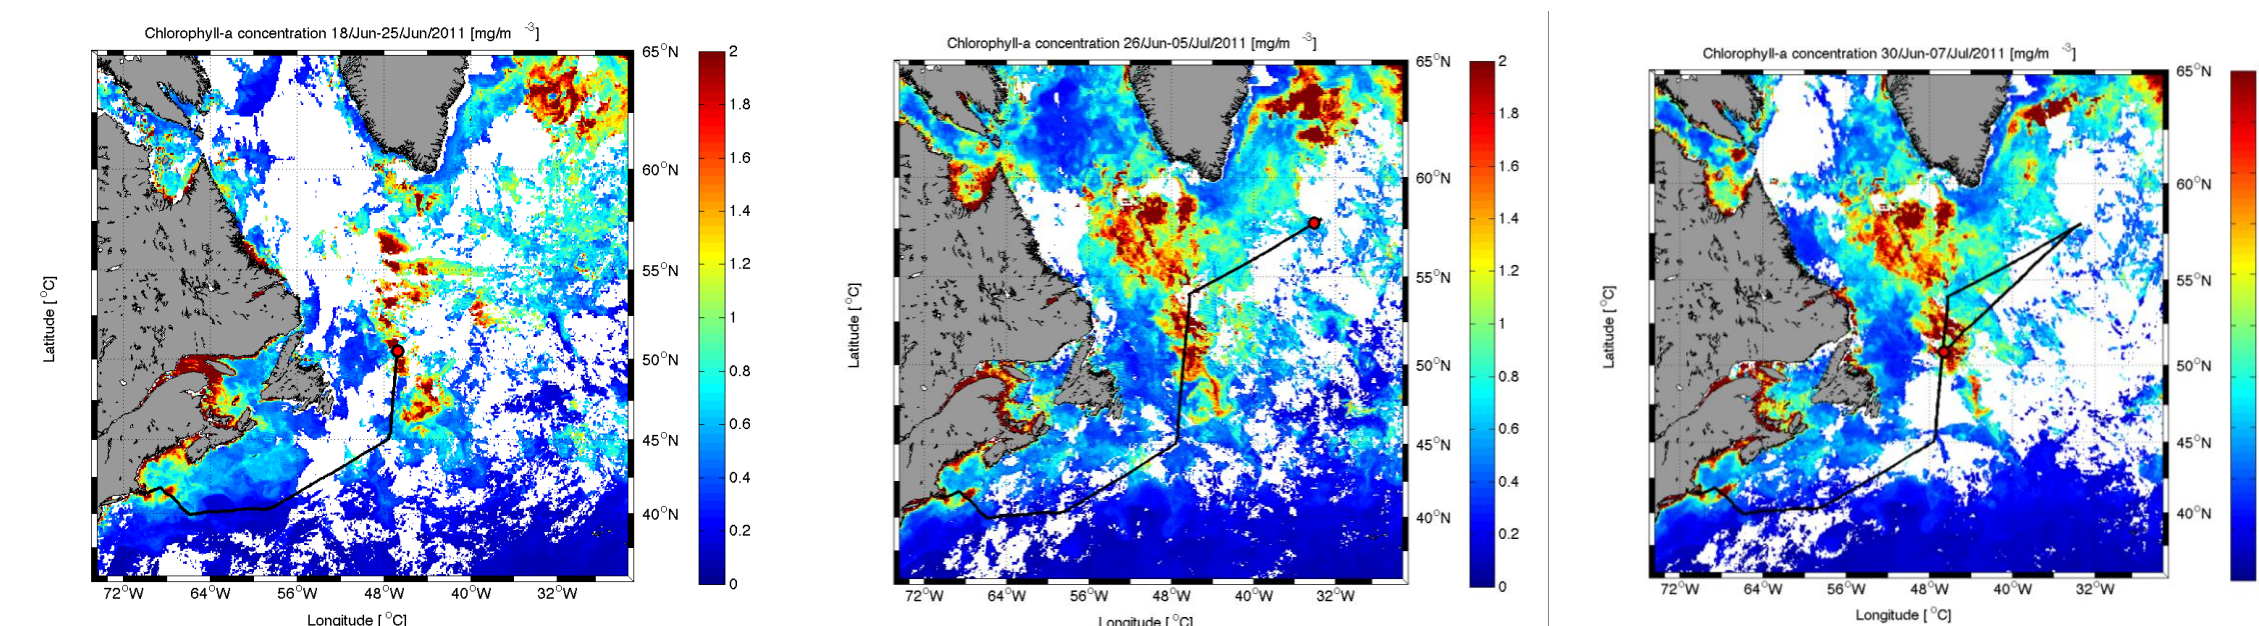 Chlorophyll-a concentration 18/Jun-25/Jun/2011 [mg/m -3]
65°N
60°N
55°N
50°N
45°N
40°N
72°W 64°W 56°W 48°W 40°W 32°W
Longitude [ °C]
Latitude [ °C]
2
1.8
1.6
1.4
1.2
1
0.8
0.6
0.4
0.2
0
Chlorophyll-a concentration 26/Jun-05/Jul/2011 [mg/m -3]
65°N
60°N
55°N
50°N
45°N
40°N
72°W 64°W 56°W 48°W 40°W 32°W
Longitude [ °C]
Latitude [ °C]
2
1.8
1.6
1.4
1.2
1
0.8
0.6
0.4
0.2
0
Chlorophyll-a concentration 30/Jun-07/Jul/2011 [mg/m -3]
65°N
60°N
55°N
50°N
45°N
40°N
72°W 64°W 56°W 48°W 40°W 32°W
Longitude [ °C]
Latitude [ °C]